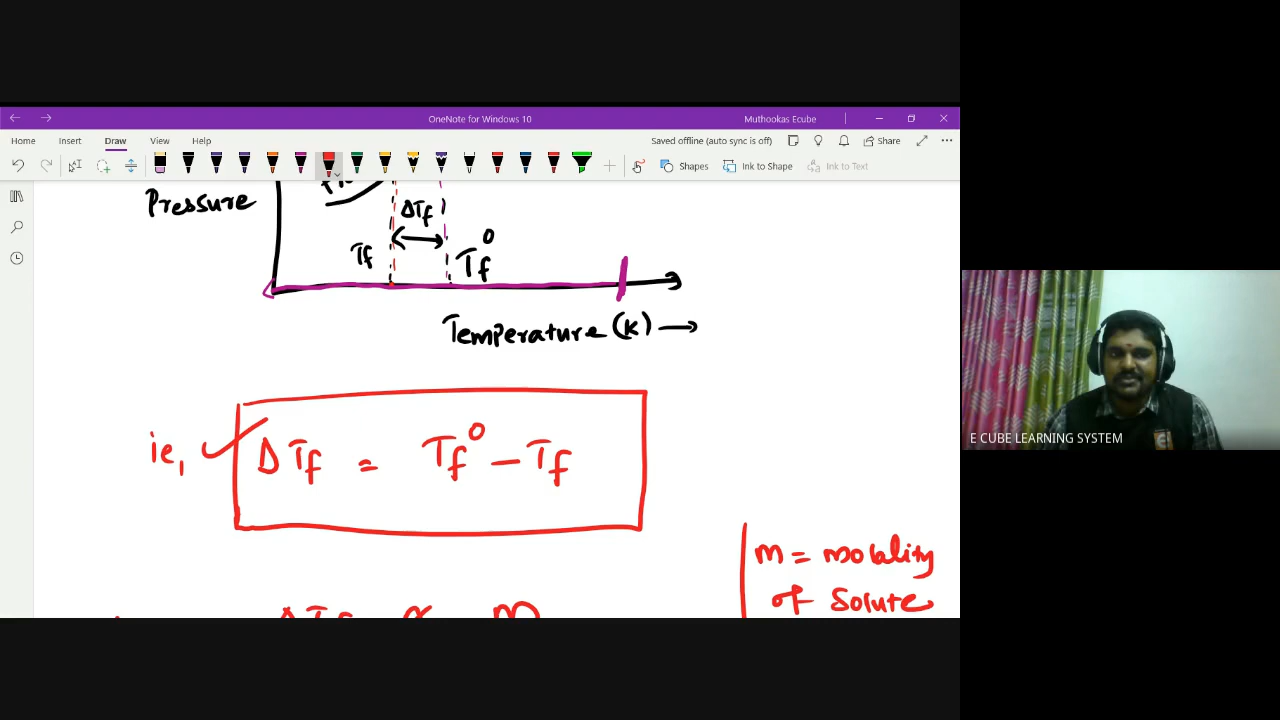 OneNote for Windows 10
Muthookas Ecube
Home Insert Draw View Help
Saved offline (auto sync is off)
Share
Shapes
Ink to Shape
Ink to Text
Pressure
ΔTf
Tf
Tf⁰
Temperature (K) →
ie, ΔTf = Tf⁰ – Tf
m = molality
of Solute
ΔTf ∝ m
E CUBE LEARNING SYSTEM